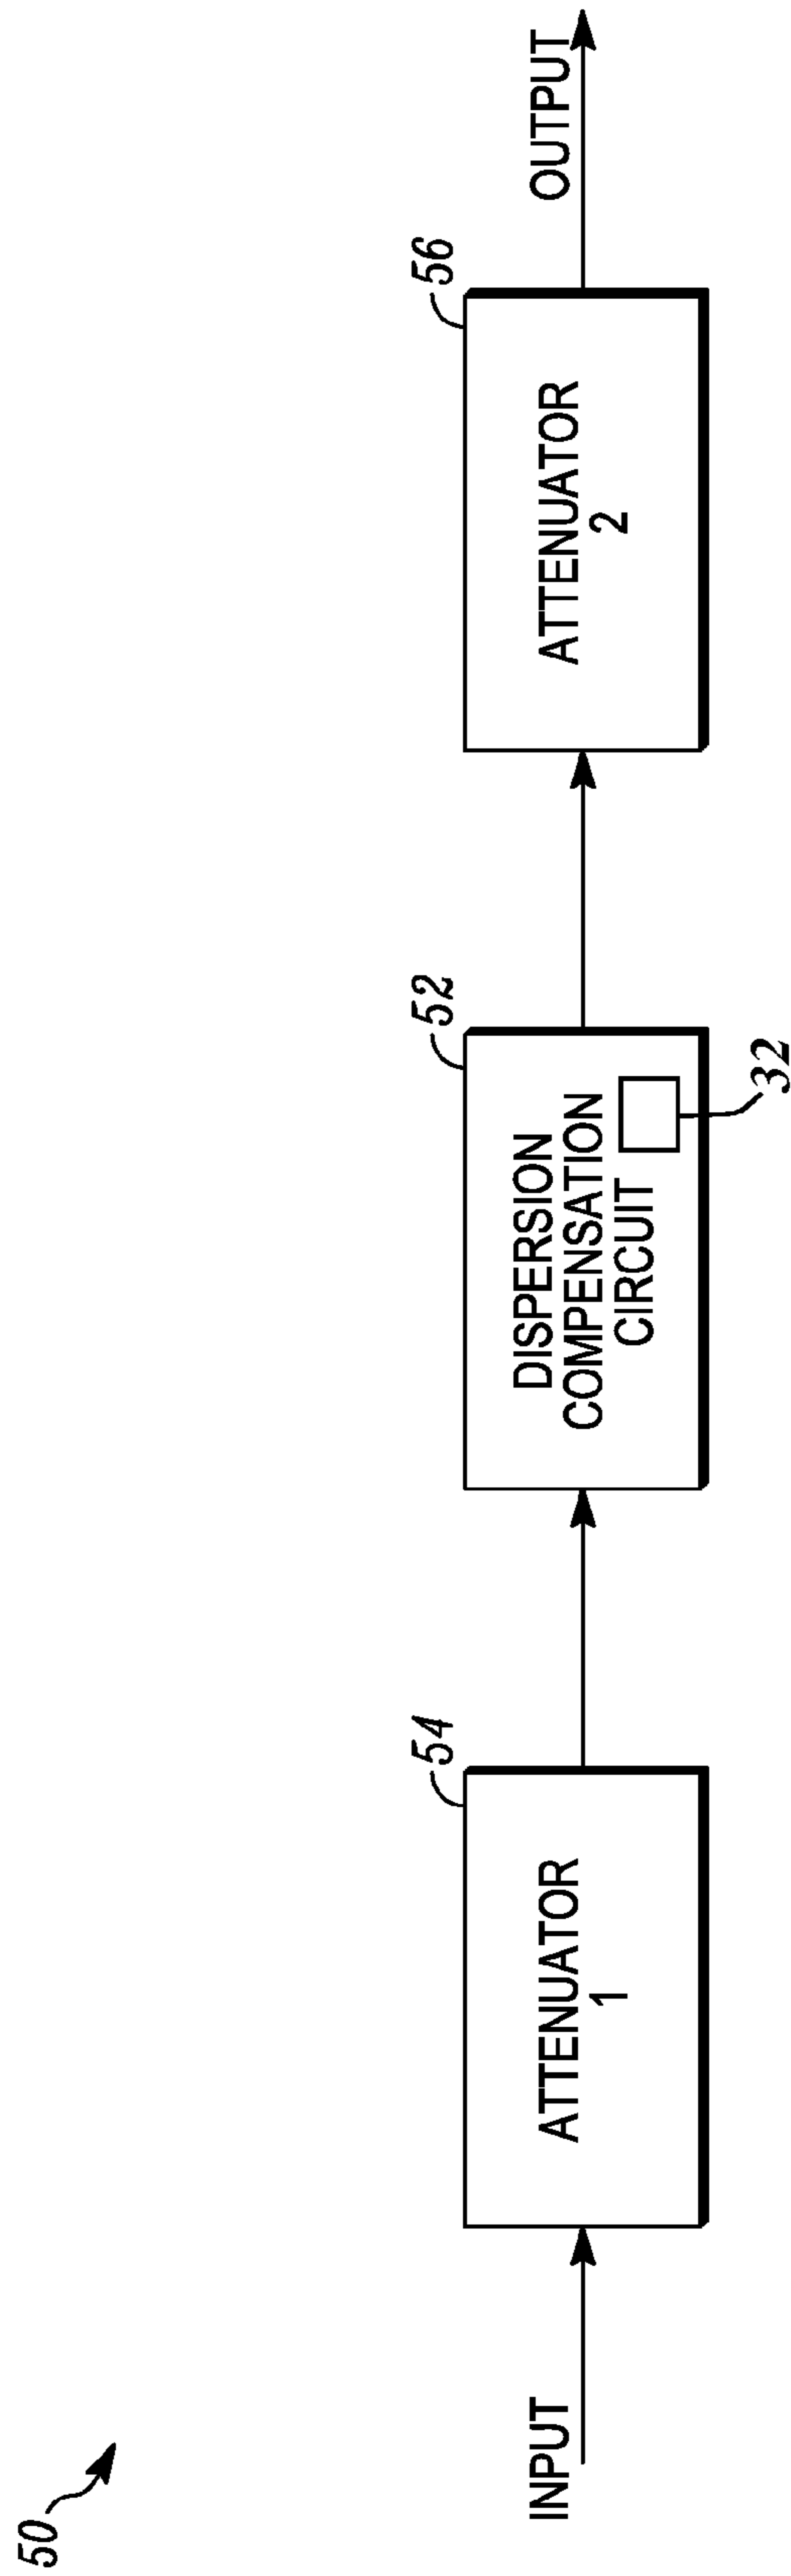 50
INPUT
54
ATTENUATOR
1
52
DISPERSION
COMPENSATION
CIRCUIT
32
56
ATTENUATOR
2
OUTPUT